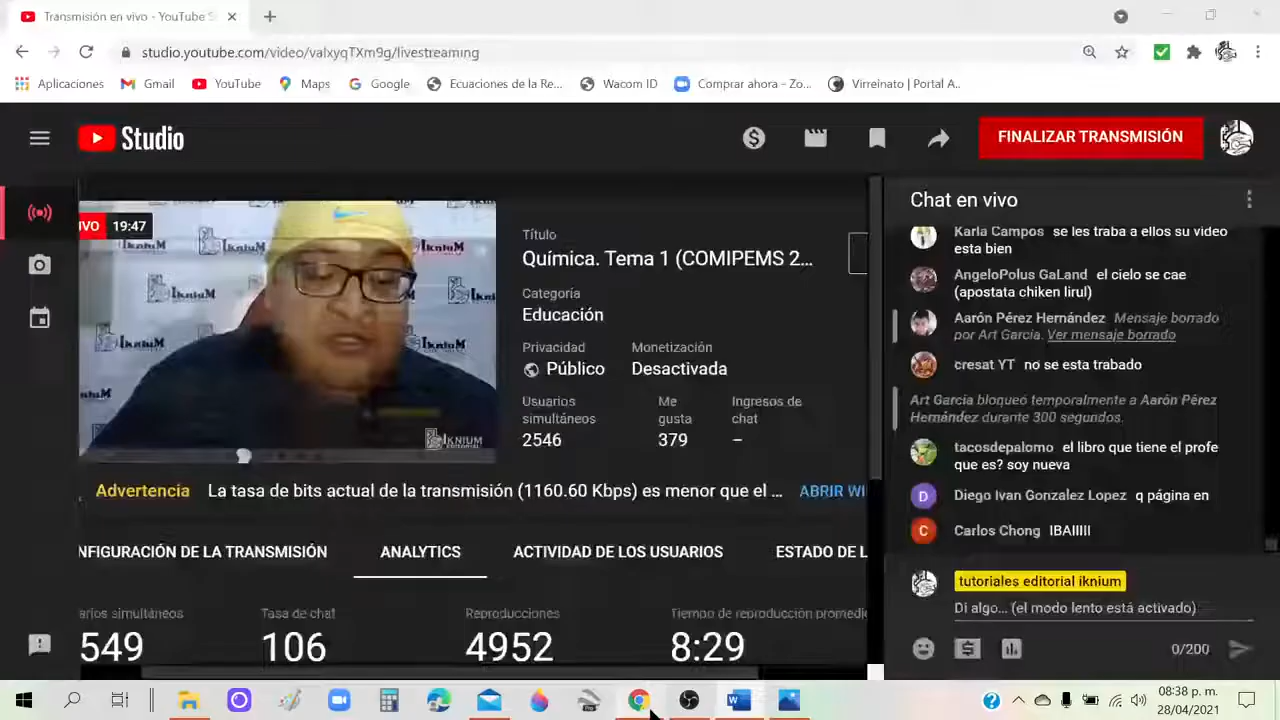 Transmisión en vivo - YouTube S
studio.youtube.com/video/valxyqTXm9g/livestreaming
Aplicaciones Gmail YouTube Maps Google Ecuaciones de la Re... Wacom ID Comprar ahora - Zo... Virreinato | Portal A..
Studio
FINALIZAR TRANSMISIÓN
VO 19:47
IkniuM
IKNIUM
Título
Química. Tema 1 (COMIPEMS 2...
Categoría
Educación
Privacidad Monetización
Público Desactivada
Usuarios simultáneos Me gusta Ingresos de chat
2546 379 –
Advertencia La tasa de bits actual de la transmisión (1160.60 Kbps) es menor que el ... ABRIR WI
NFIGURACIÓN DE LA TRANSMISIÓN ANALYTICS ACTIVIDAD DE LOS USUARIOS ESTADO DE L
arios simultáneos Tasa de chat Reproducciones Tiempo de reproducción promedio
549 106 4952 8:29
Chat en vivo
Karla Campos se les traba a ellos su video
esta bien
AngeloPolus GaLand el cielo se cae
(apostata chiken lirul)
Aarón Pérez Hernández Mensaje borrado
por Art Garcia. Ver mensaje borrado
cresat YT no se esta trabado
Art Garcia bloqueó temporalmente a Aarón Pérez
Hernández durante 300 segundos.
tacosdepalomo el libro que tiene el profe
que es? soy nueva
D Diego Ivan Gonzalez Lopez q página en
C Carlos Chong IBAIIIII
tutoriales editorial iknium
Di algo... (el modo lento está activado)
0/200
08:38 p. m.
28/04/2021